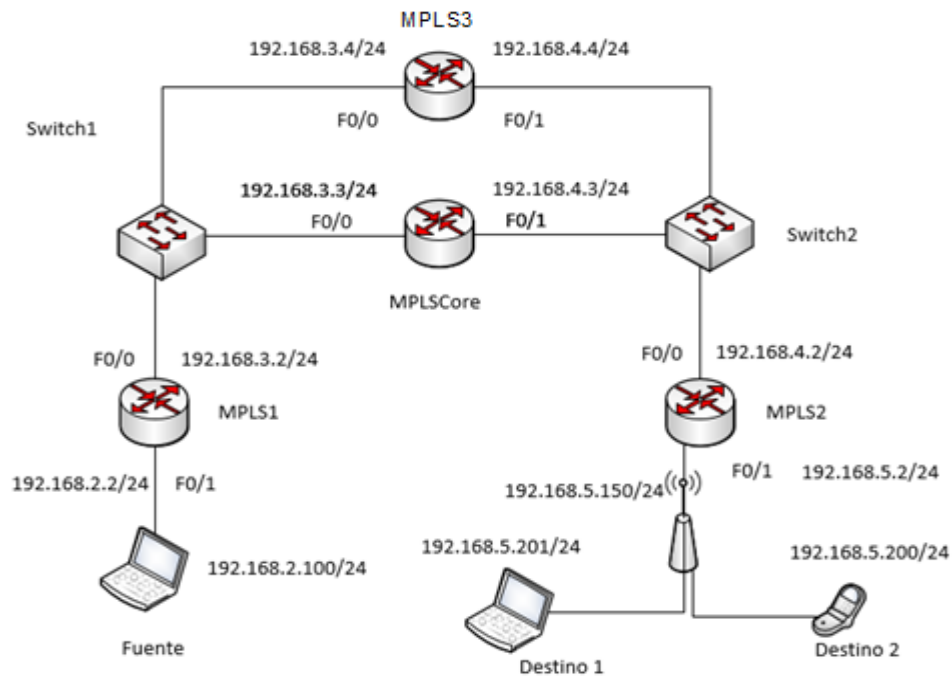 MPLS3
192.168.3.4/24
192.168.4.4/24
F0/0
F0/1
Switch1
192.168.3.3/24
192.168.4.3/24
F0/0
F0/1
Switch2
MPLSCore
F0/0
192.168.3.2/24
F0/0
192.168.4.2/24
MPLS1
MPLS2
192.168.2.2/24
F0/1
F0/1
192.168.5.2/24
192.168.5.150/24
192.168.5.201/24
192.168.5.200/24
192.168.2.100/24
Fuente
Destino 1
Destino 2